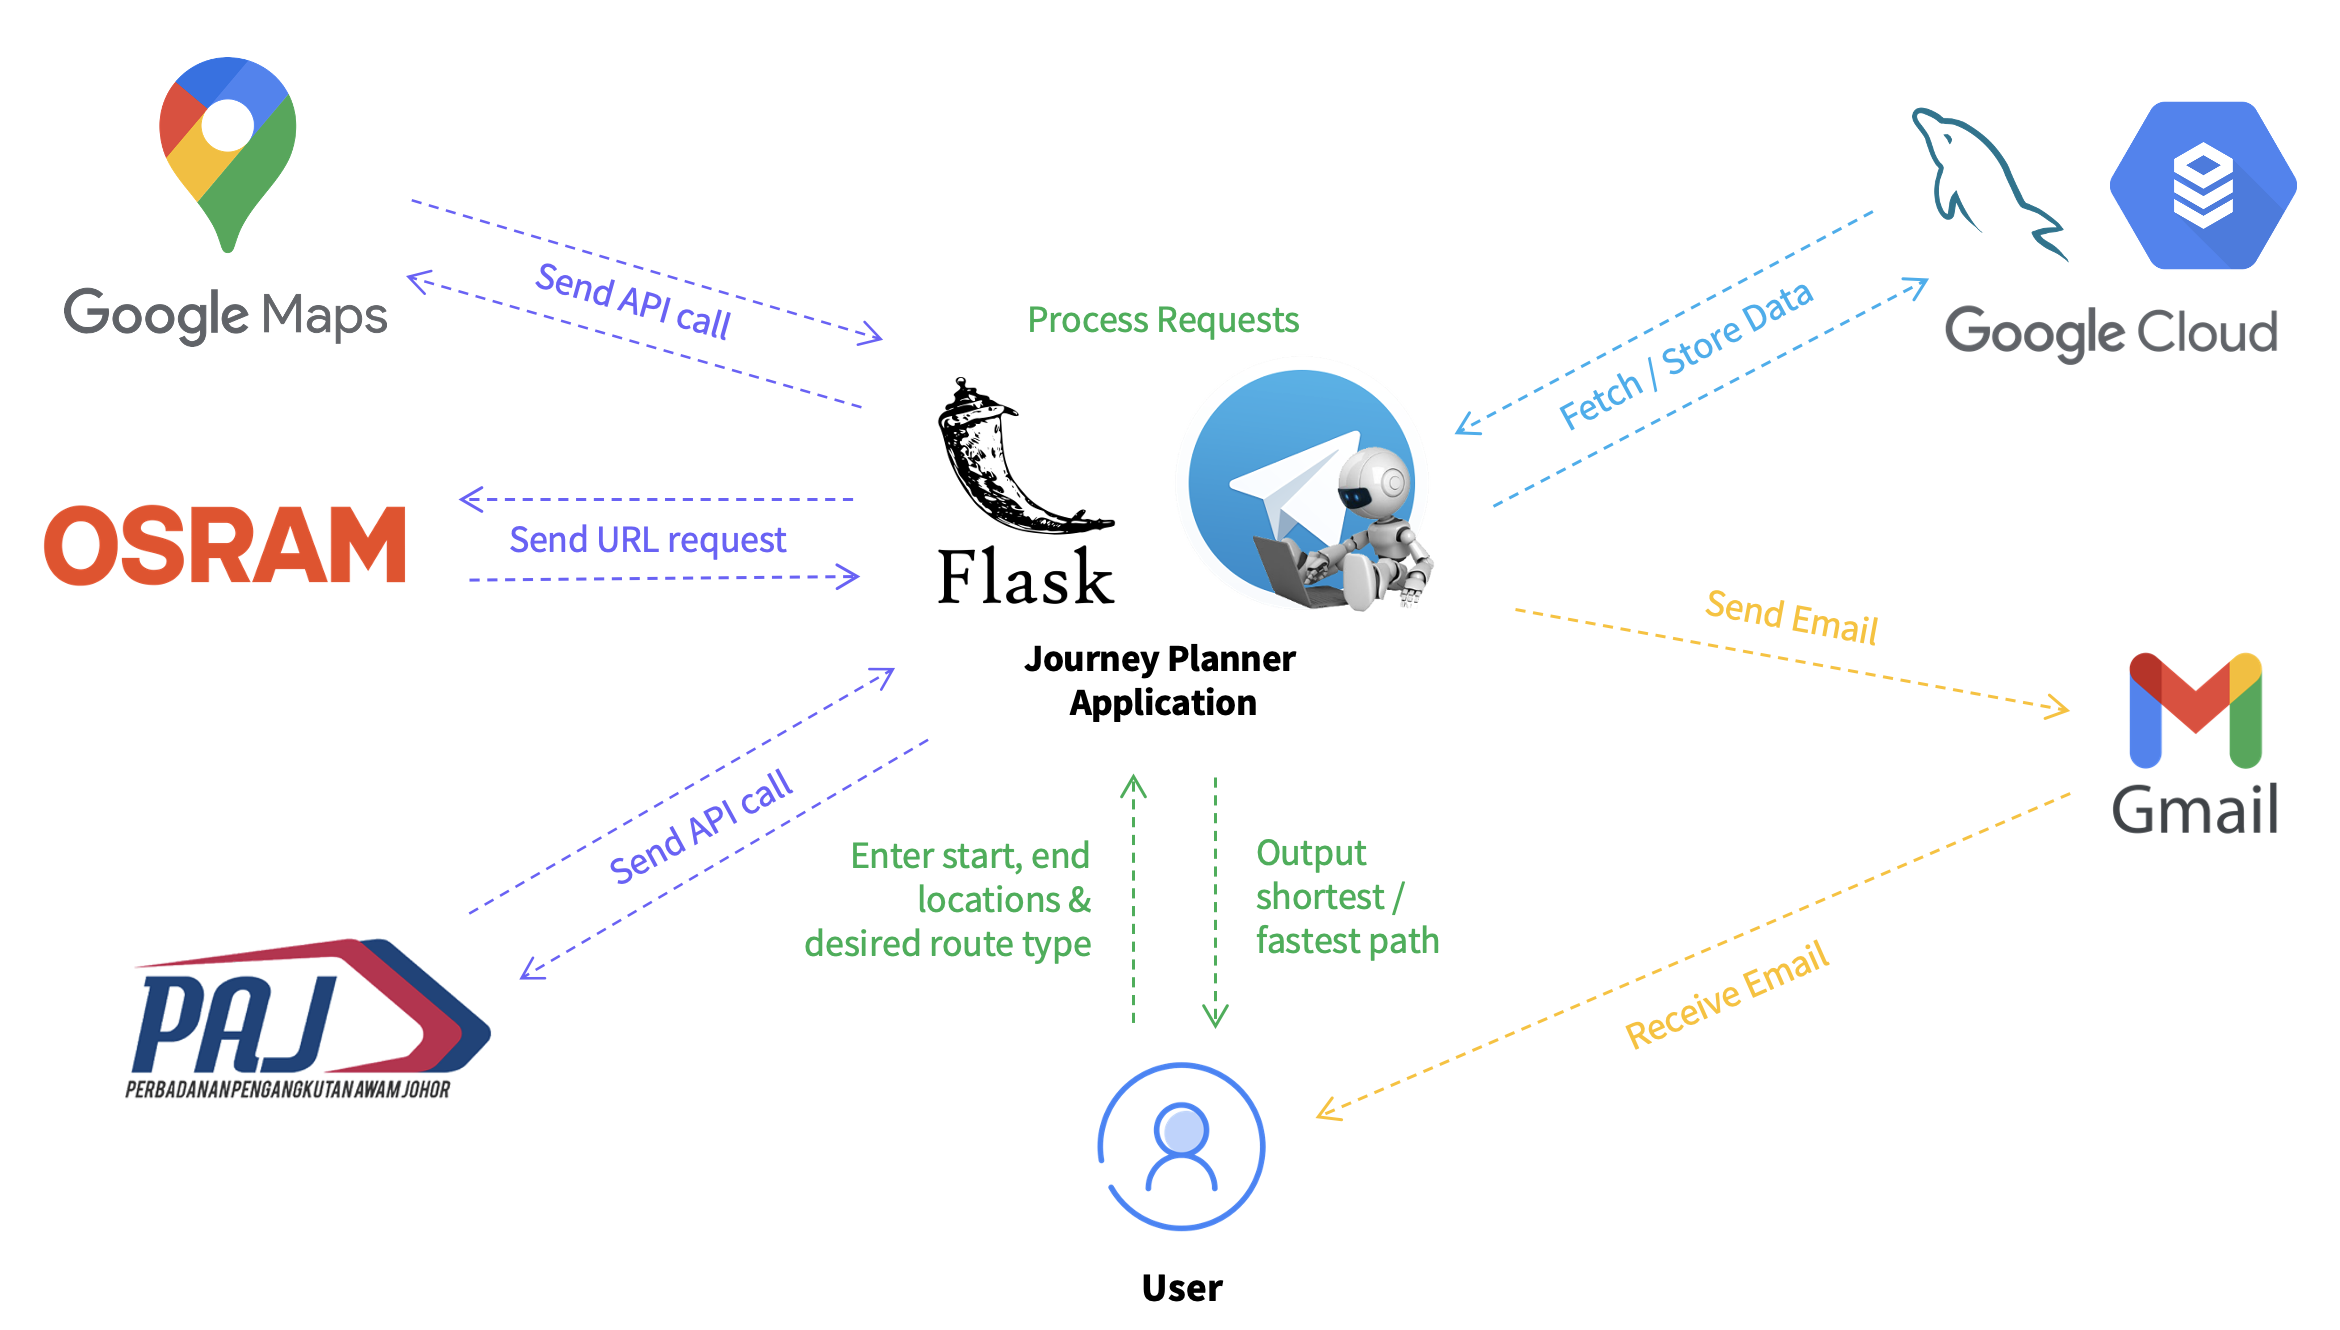 Google Maps
Send API call
Process Requests
Fetch / Store Data
Google Cloud
OSRAM
Send URL request
Flask
Journey Planner
Application
Send Email
Gmail
Send API call
Enter start, end
locations &
desired route type
Output
shortest /
fastest path
Receive Email
PAJ
PERBADANAN PENGANGKUTAN AWAM JOHOR
User